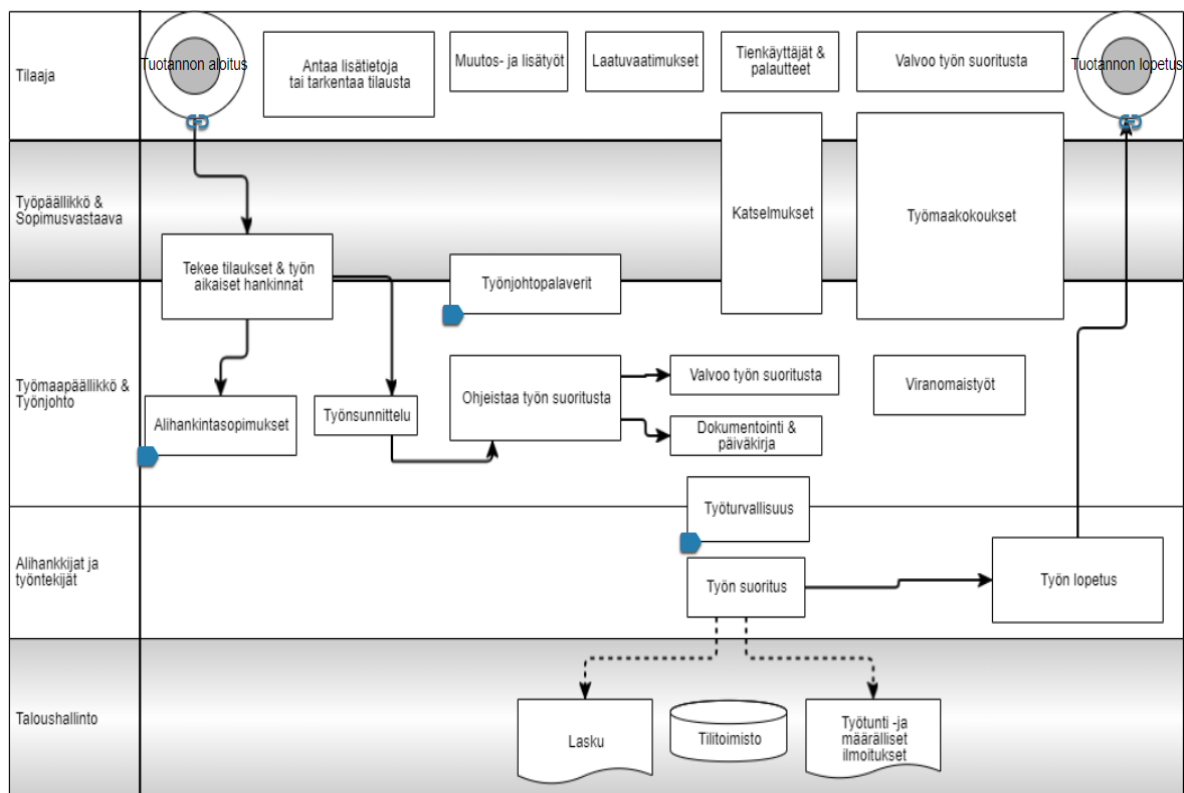 Tilaaja
Tuotannon aloitus
Antaa lisätietoja
tai tarkentaa tilausta
Muutos- ja lisätyöt
Laatuvaatimukset
Tienkäyttäjät &
palautteet
Valvoo työn suoritusta
Tuotannon lopetus
Työpäällikkö &
Sopimusvastaava
Tekee tilaukset & työn
aikaiset hankinnat
Katselmukset
Työmaakokoukset
Työnjohtopalaverit
Työmaapäällikkö &
Työnjohto
Alihankintasopimukset
Työnsunnittelu
Ohjeistaa työn suoritusta
Valvoo työn suoritusta
Dokumentointi &
päiväkirja
Viranomaistyöt
Alihankkijat ja
työntekijät
Työturvallisuus
Työn suoritus
Työn lopetus
Taloushallinto
Lasku
Tilitoimisto
Työtunti -ja
määrälliset
ilmoitukset